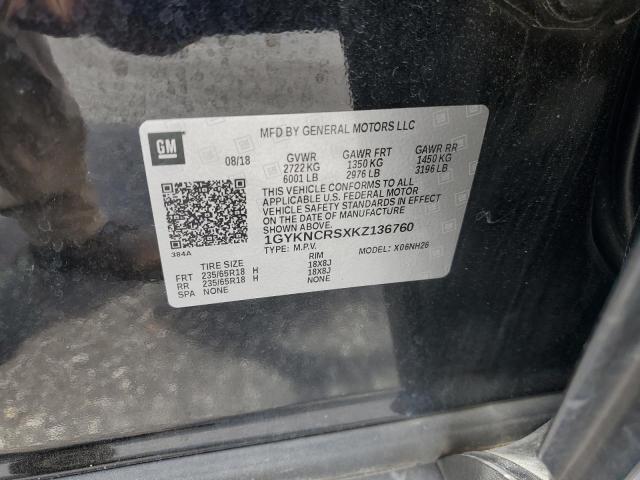 MFD BY GENERAL MOTORS LLC
GM
08/18 GVWR GAWR FRT GAWR RR
2722 KG 1350 KG 1450 KG
6001 LB 2976 LB 3196 LB
THIS VEHICLE CONFORMS TO ALL
APPLICABLE U.S. FEDERAL MOTOR
VEHICLE SAFETY STANDARDS IN EFFECT
ON THE DATE OF MANUFACTURE
SHOWN ABOVE.
1GYKNCRSXKZ136760
TYPE: M.P.V. MODEL: X06NH26
384A
TIRE SIZE RIM
FRT 235/65R18 H 18X8J
RR 235/65R18 H 18X8J
SPA NONE NONE